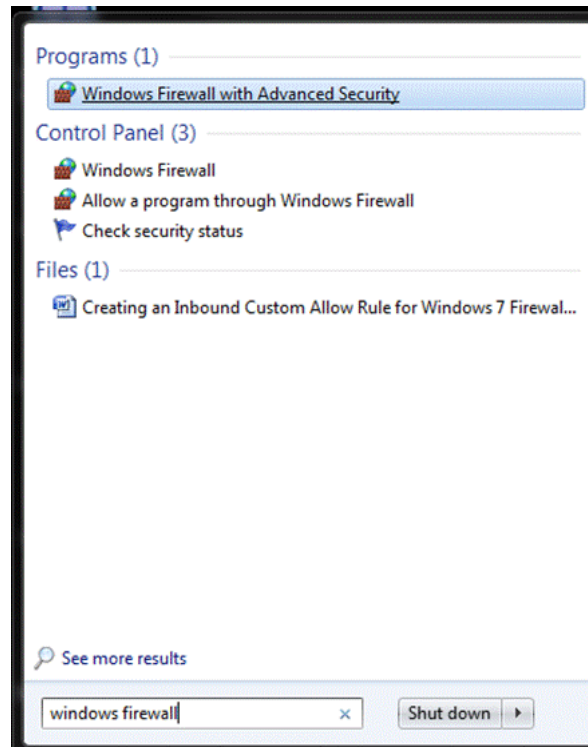 Programs (1)
Windows Firewall with Advanced Security
Control Panel (3)
Windows Firewall
Allow a program through Windows Firewall
Check security status
Files (1)
Creating an Inbound Custom Allow Rule for Windows 7 Firewal...
See more results
windows firewall
Shut down